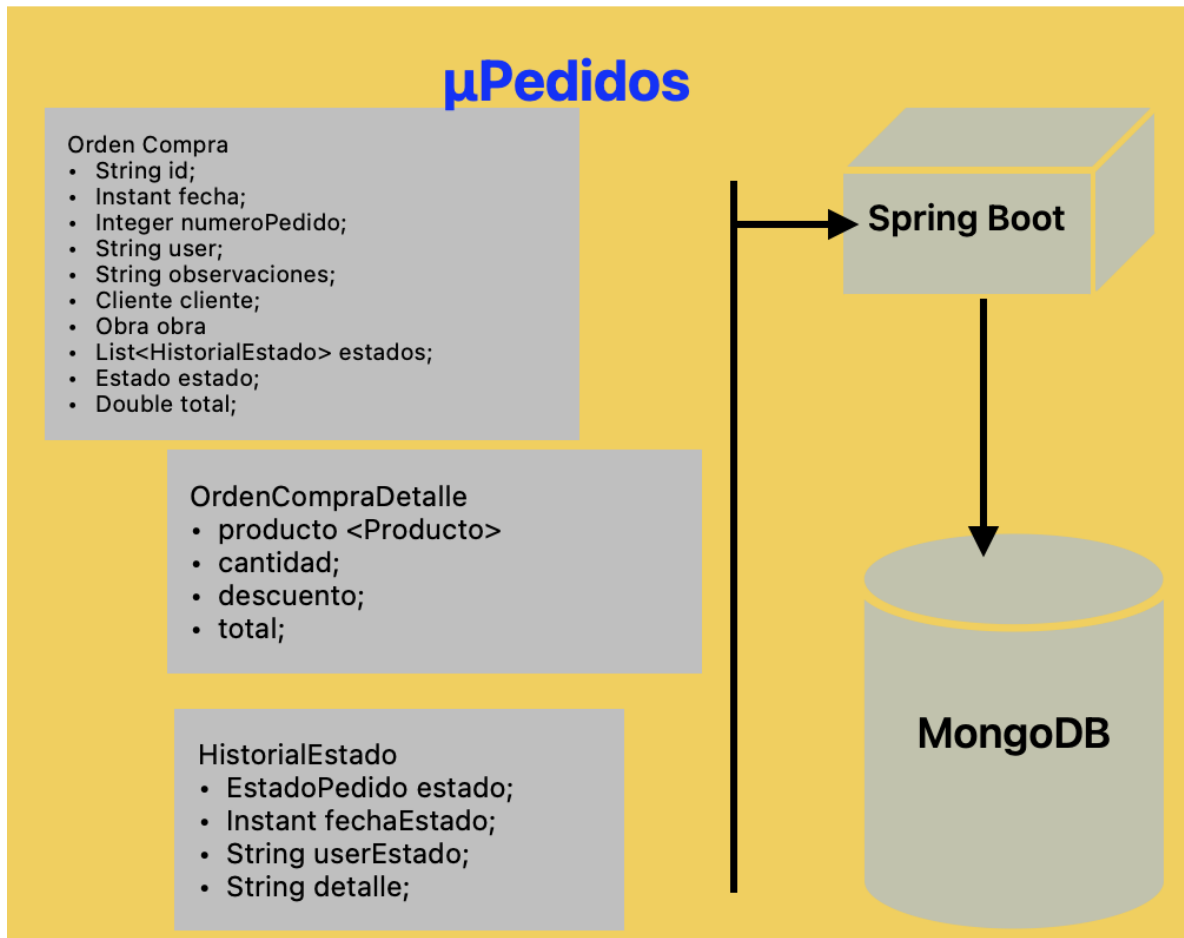 µPedidos
Orden Compra
• String id;
• Instant fecha;
• Integer numeroPedido;
• String user;
• String observaciones;
• Cliente cliente;
• Obra obra
• List<HistorialEstado> estados;
• Estado estado;
• Double total;
Spring Boot
OrdenCompraDetalle
• producto <Producto>
• cantidad;
• descuento;
• total;
MongoDB
HistorialEstado
• EstadoPedido estado;
• Instant fechaEstado;
• String userEstado;
• String detalle;